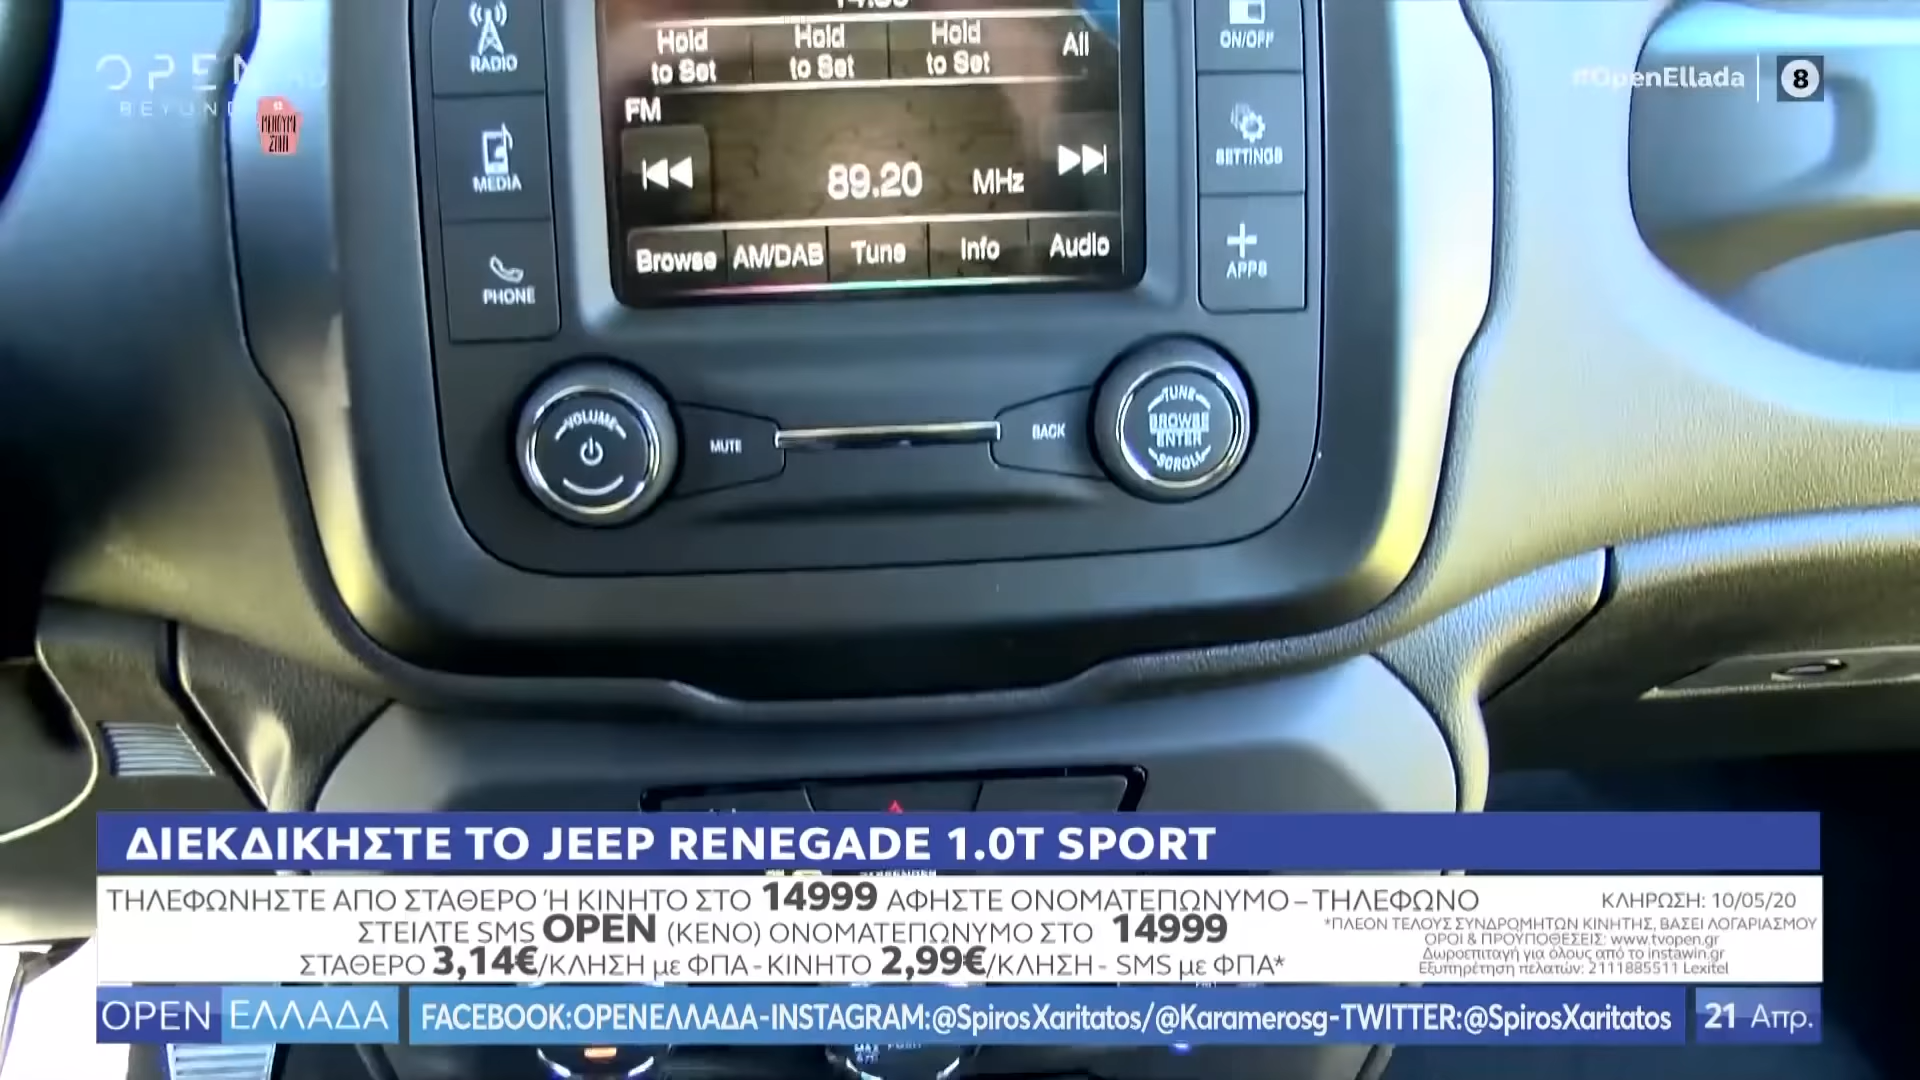 OPEN
BEYOND
ΜΕΝΟΥΜΕ
ΣΠΙΤΙ
#OpenEllada
8
RADIO
MEDIA
PHONE
Hold to Set
Hold to Set
Hold to Set
All
FM
89.20 MHz
Browse AM/DAB Tune Info Audio
ON/OFF
SETTINGS
APPS
VOLUME
MUTE
BACK
TUNE
BROWSE
ENTER
SCROLL
ΔΙΕΚΔΙΚΗΣΤΕ ΤΟ JEEP RENEGADE 1.0T SPORT
ΤΗΛΕΦΩΝΗΣΤΕ ΑΠΟ ΣΤΑΘΕΡΟ Ή ΚΙΝΗΤΟ ΣΤΟ 14999 ΑΦΗΣΤΕ ΟΝΟΜΑΤΕΠΩΝΥΜΟ – ΤΗΛΕΦΩΝΟ
ΣΤΕΙΛΤΕ SMS OPEN (ΚΕΝΟ) ΟΝΟΜΑΤΕΠΩΝΥΜΟ ΣΤΟ 14999
ΣΤΑΘΕΡΟ 3,14€/ΚΛΗΣΗ με ΦΠΑ - ΚΙΝΗΤΟ 2,99€/ΚΛΗΣΗ - SMS με ΦΠΑ*
ΚΛΗΡΩΣΗ: 10/05/20
*ΠΛΕΟΝ ΤΕΛΟΥΣ ΣΥΝΔΡΟΜΗΤΩΝ ΚΙΝΗΤΗΣ, ΒΑΣΕΙ ΛΟΓΑΡΙΑΣΜΟΥ
ΟΡΟΙ & ΠΡΟΫΠΟΘΕΣΕΙΣ: www.tvopen.gr
Δωροεπιταγή για όλους από το instawin.gr
Εξυπηρέτηση πελατών: 2111885511 Lexitel
OPEN ΕΛΛΑΔΑ
FACEBOOK:OPENΕΛΛΑΔΑ-INSTAGRAM:@SpirosXaritatos/@Karamerosg-TWITTER:@SpirosXaritatos
21 Απρ.